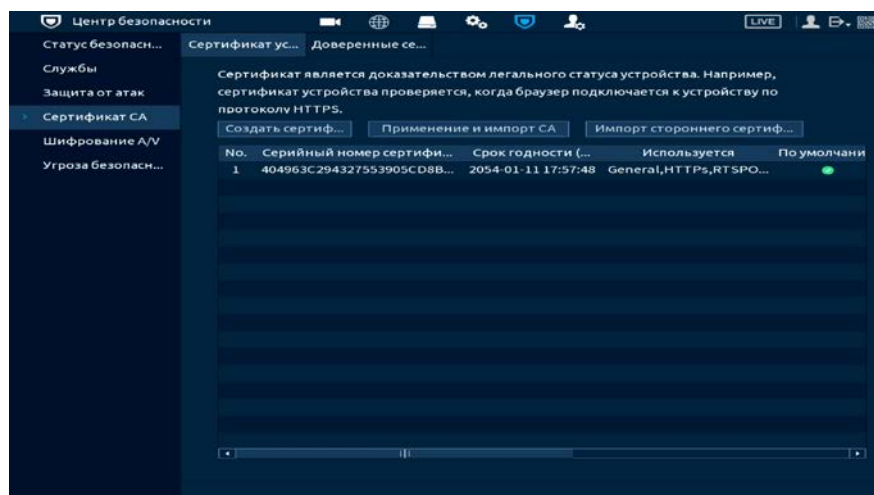 Центр безопасности
LIVE
Статус безопасн...
Службы
Защита от атак
Сертификат CA
Шифрование A/V
Угроза безопасн...
Сертификат ус... Доверенные се...
Сертификат является доказательством легального статуса устройства. Например,
сертификат устройства проверяется, когда браузер подключается к устройству по
протоколу HTTPS.
Создать сертиф... Применение и импорт CA Импорт стороннего сертиф...
No. Серийный номер сертифи... Срок годности (... Используется По умолчани
1 404963C294327553905CD8B... 2054-01-11 17:57:48 General,HTTPs,RTSPO...